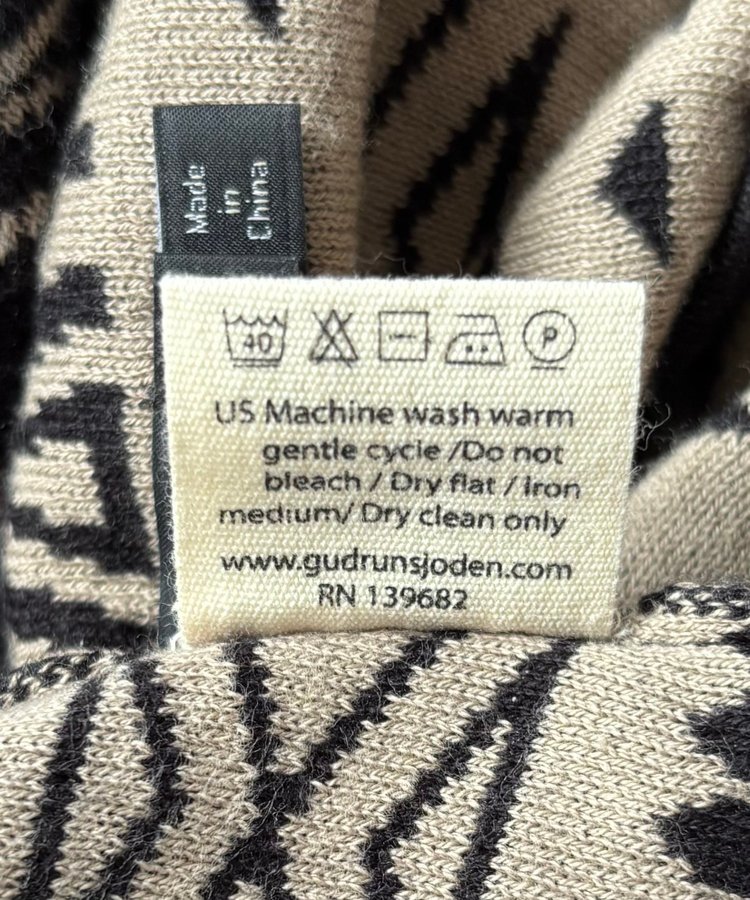 Made
in
China
40 P
US Machine wash warm
gentle cycle /Do not
bleach / Dry flat / Iron
medium/ Dry clean only
www.gudrunsjoden.com
RN 139682